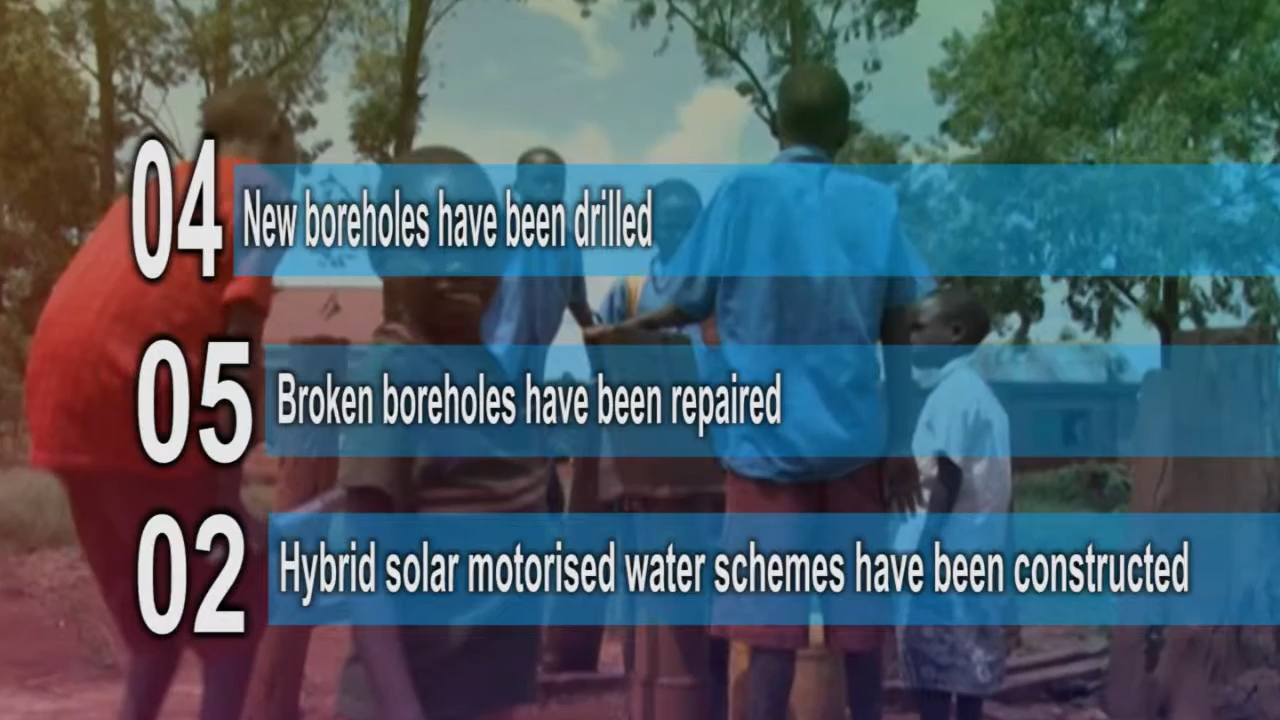 04 New boreholes have been drilled
05 Broken boreholes have been repaired
02 Hybrid solar motorised water schemes have been constructed